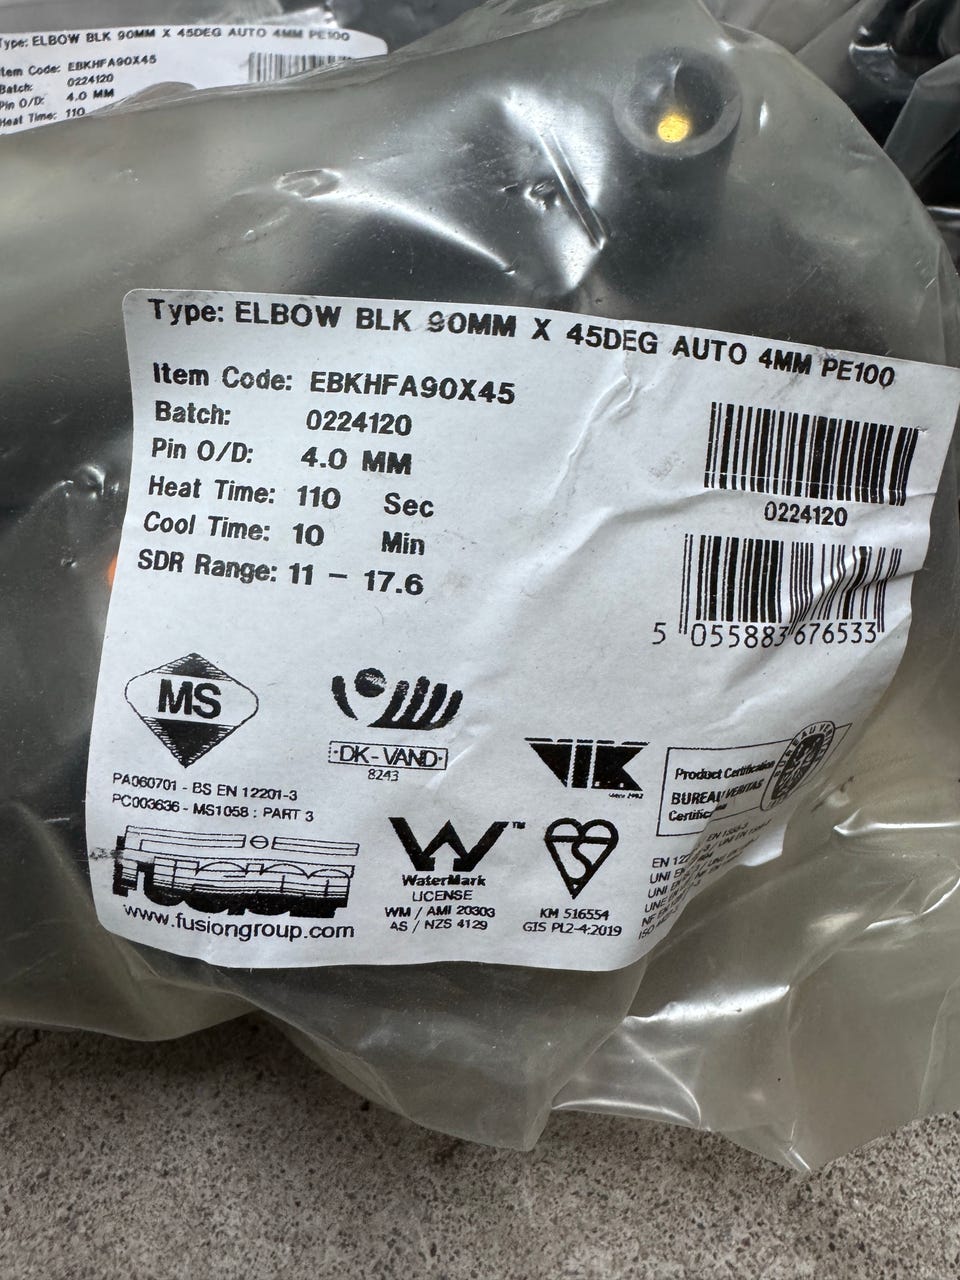 Type: ELBOW BLK 90MM X 45DEG AUTO 4MM PE100
Item Code: EBKHFA90X45
Batch: 0224120
Pin O/D: 4.0 MM
Heat Time: 110
Type: ELBOW BLK 90MM X 45DEG AUTO 4MM PE100
Item Code: EBKHFA90X45
Batch: 0224120
Pin O/D: 4.0 MM
Heat Time: 110 Sec
Cool Time: 10 Min
SDR Range: 11 - 17.6
0224120
5 055883 676533
MS
PA060701 - BS EN 12201-3
PC003636 - MS1058 : PART 3
·DK-VAND·
8243
Product Certification
BUREAU VERITAS
fusion
www.fusiongroup.com
WaterMark
LICENSE
WM / AMI 20303
AS / NZS 4129
TM
KM 516554
GIS PL2-4:2019